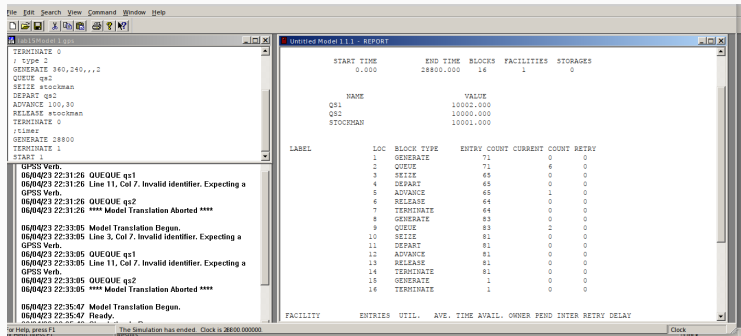 File Edit Search View Command Window Help
lab15Model 1.gps
TERMINATE 0
; type 2
GENERATE 360,240,,,2
QUEUE qs2
SEIZE stockman
DEPART qs2
ADVANCE 100,30
RELEASE stockman
TERMINATE 0
;timer
GENERATE 28800
TERMINATE 1
START 1
GPSS Verb.
06/04/23 22:31:26 QUEQUE qs1
06/04/23 22:31:26 Line 11, Col 7. Invalid identifier. Expecting a
GPSS Verb.
06/04/23 22:31:26 QUEQUE qs2
06/04/23 22:31:26 **** Model Translation Aborted ****
06/04/23 22:33:05 Model Translation Begun.
06/04/23 22:33:05 Line 3, Col 7. Invalid identifier. Expecting a
GPSS Verb.
06/04/23 22:33:05 QUEQUE qs1
06/04/23 22:33:05 Line 11, Col 7. Invalid identifier. Expecting a
GPSS Verb.
06/04/23 22:33:05 QUEQUE qs2
06/04/23 22:33:05 **** Model Translation Aborted ****
06/04/23 22:35:47 Model Translation Begun.
06/04/23 22:35:47 Ready.
Untitled Model 1.1.1 - REPORT
START TIME END TIME BLOCKS FACILITIES STORAGES
0.000 28800.000 16 1 0
NAME VALUE
QS1 10002.000
QS2 10000.000
STOCKMAN 10001.000
LABEL LOC BLOCK TYPE ENTRY COUNT CURRENT COUNT RETRY
1 GENERATE 71 0 0
2 QUEUE 71 6 0
3 SEIZE 65 0 0
4 DEPART 65 0 0
5 ADVANCE 65 1 0
6 RELEASE 64 0 0
7 TERMINATE 64 0 0
8 GENERATE 83 0 0
9 QUEUE 83 2 0
10 SEIZE 81 0 0
11 DEPART 81 0 0
12 ADVANCE 81 0 0
13 RELEASE 81 0 0
14 TERMINATE 81 0 0
15 GENERATE 1 0 0
16 TERMINATE 1 0 0
FACILITY ENTRIES UTIL. AVE. TIME AVAIL. OWNER PEND INTER RETRY DELAY
For Help, press F1 The Simulation has ended. Clock is 28800.000000. Clock